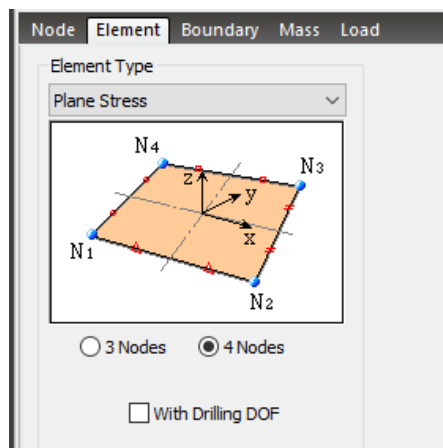 Node Element Boundary Mass Load
Element Type
Plane Stress
N4
N3
z
y
x
N1
N2
3 Nodes 4 Nodes
With Drilling DOF